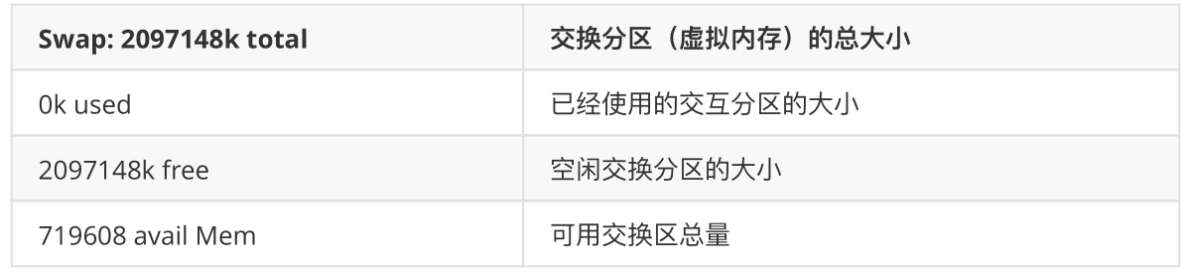 Swap: 2097148k total 交换分区（虚拟内存）的总大小
0k used 已经使用的交互分区的大小
2097148k free 空闲交换分区的大小
719608 avail Mem 可用交换区总量